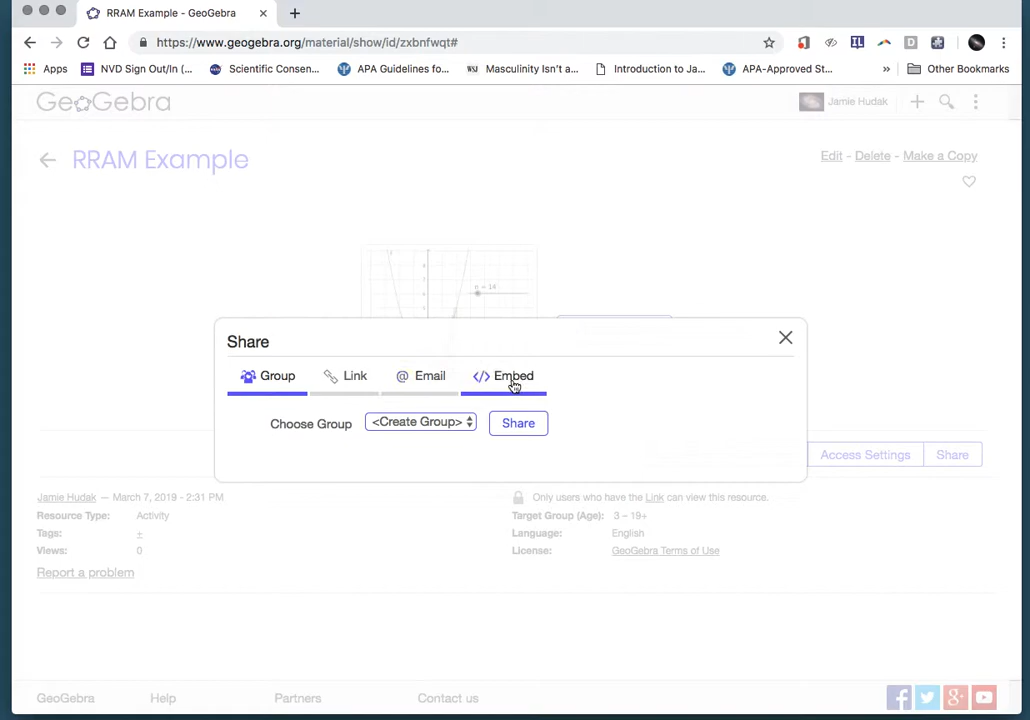 RRAM Example - GeoGebra
https://www.geogebra.org/material/show/id/zxbnfwqt#
Apps NVD Sign Out/In (... Scientific Consen... APA Guidelines fo... Masculinity Isn't a... Introduction to Ja... APA-Approved St... » Other Bookmarks
GeoGebra Jamie Hudak
RRAM Example Edit - Delete - Make a Copy
n = 14
Share
Group Link @ Email </> Embed
Choose Group <Create Group> Share
Access Settings Share
Jamie Hudak — March 7, 2019 - 2:31 PM Only users who have the Link can view this resource.
Resource Type: Activity Target Group (Age): 3 – 19+
Tags: ± Language: English
Views: 0 License: GeoGebra Terms of Use
Report a problem
GeoGebra Help Partners Contact us